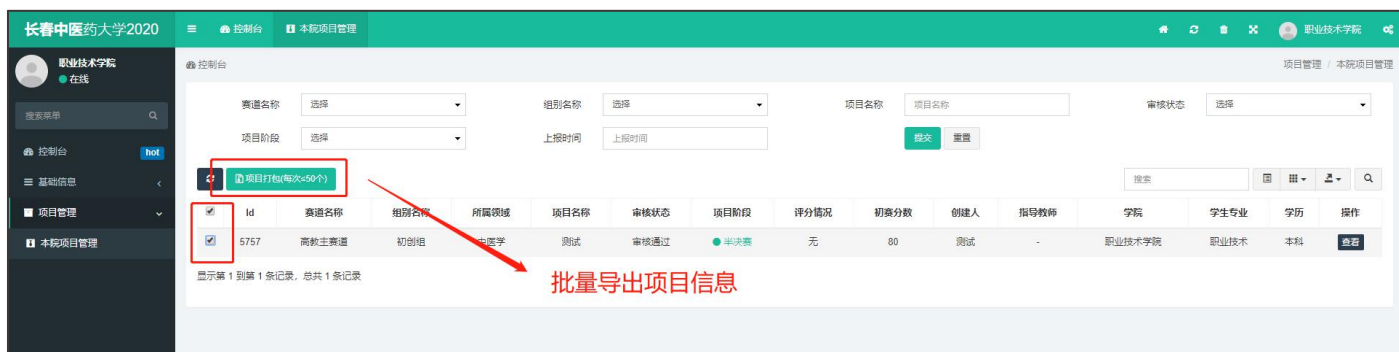 长春中医药大学2020 控制台 本院项目管理 职业技术学院
职业技术学院
在线
控制台 项目管理 / 本院项目管理
搜索菜单
控制台 hot
基础信息
项目管理
本院项目管理
赛道名称 选择 组别名称 选择 项目名称 项目名称 审核状态 选择
项目阶段 选择 上报时间 上报时间 提交 重置
项目打包(每次≤50个) 搜索
Id 赛道名称 组别名称 所属领域 项目名称 审核状态 项目阶段 评分情况 初赛分数 创建人 指导教师 学院 学生专业 学历 操作
5757 高教主赛道 初创组 中医学 测试 审核通过 半决赛 无 80 测试 - 职业技术学院 职业技术 本科 查看
显示第 1 到第 1 条记录，总共 1 条记录
批量导出项目信息